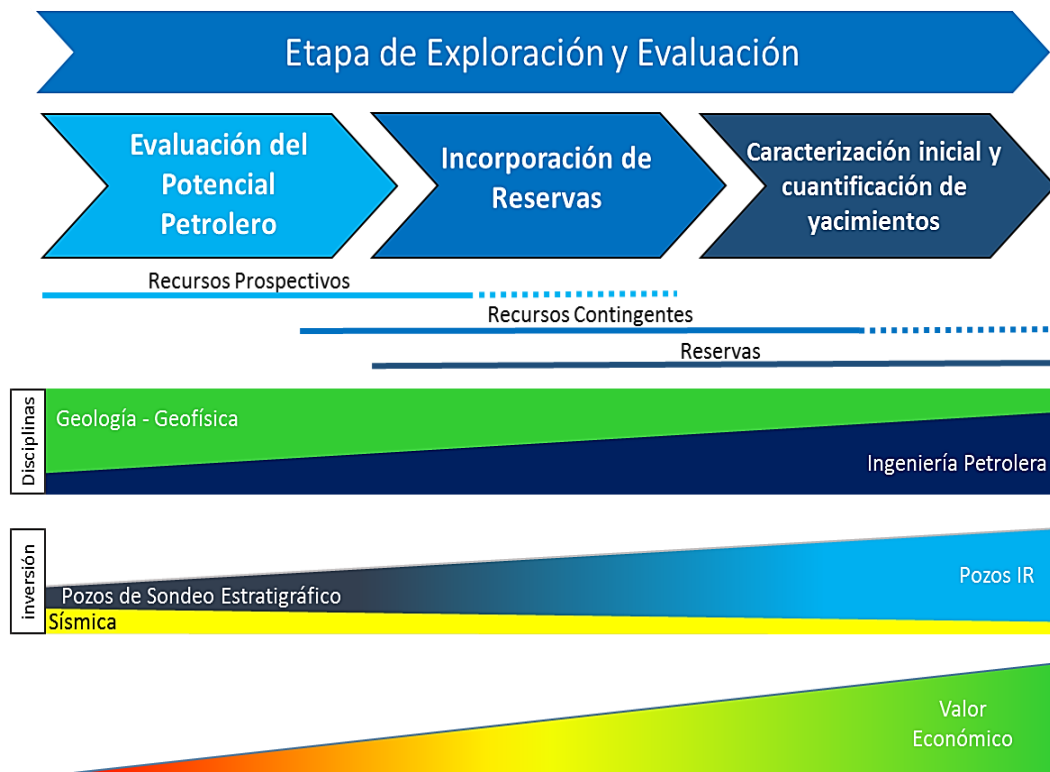 Etapa de Exploración y Evaluación
Evaluación del
Potencial
Petrolero
Incorporación de
Reservas
Caracterización inicial y
cuantificación de
yacimientos
Recursos Prospectivos
Recursos Contingentes
Reservas
Disciplinas
Geología - Geofísica
Ingeniería Petrolera
inversión
Pozos de Sondeo Estratigráfico
Pozos IR
Sísmica
Valor
Económico